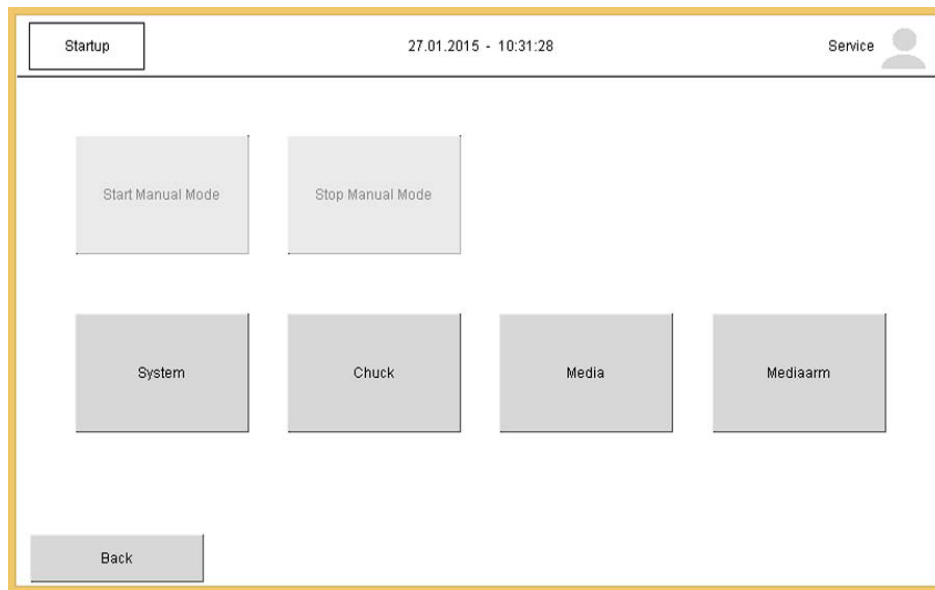 Startup
27.01.2015 - 10:31:28
Service
Start Manual Mode
Stop Manual Mode
System
Chuck
Media
Mediaarm
Back